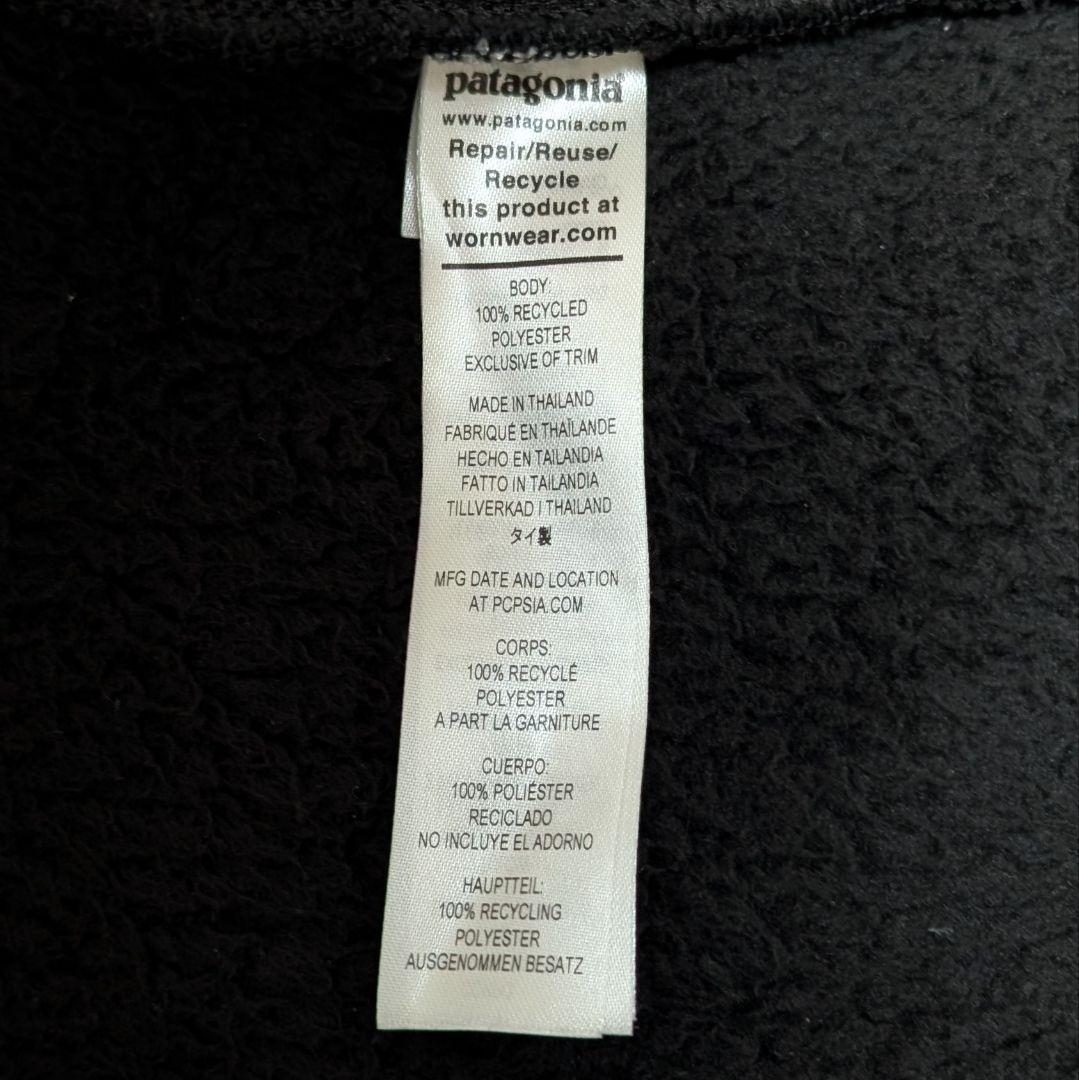 patagonia
www.patagonia.com
Repair/Reuse/
Recycle
this product at
wornwear.com
BODY:
100% RECYCLED
POLYESTER
EXCLUSIVE OF TRIM
MADE IN THAILAND
FABRIQUÉ EN THAÏLANDE
HECHO EN TAILANDIA
FATTO IN TAILANDIA
TILLVERKAD I THAILAND
タイ製
MFG DATE AND LOCATION
AT PCPSIA.COM
CORPS:
100% RECYCLÉ
POLYESTER
A PART LA GARNITURE
CUERPO:
100% POLIÉSTER
RECICLADO
NO INCLUYE EL ADORNO
HAUPTTEIL:
100% RECYCLING
POLYESTER
AUSGENOMMEN BESATZ